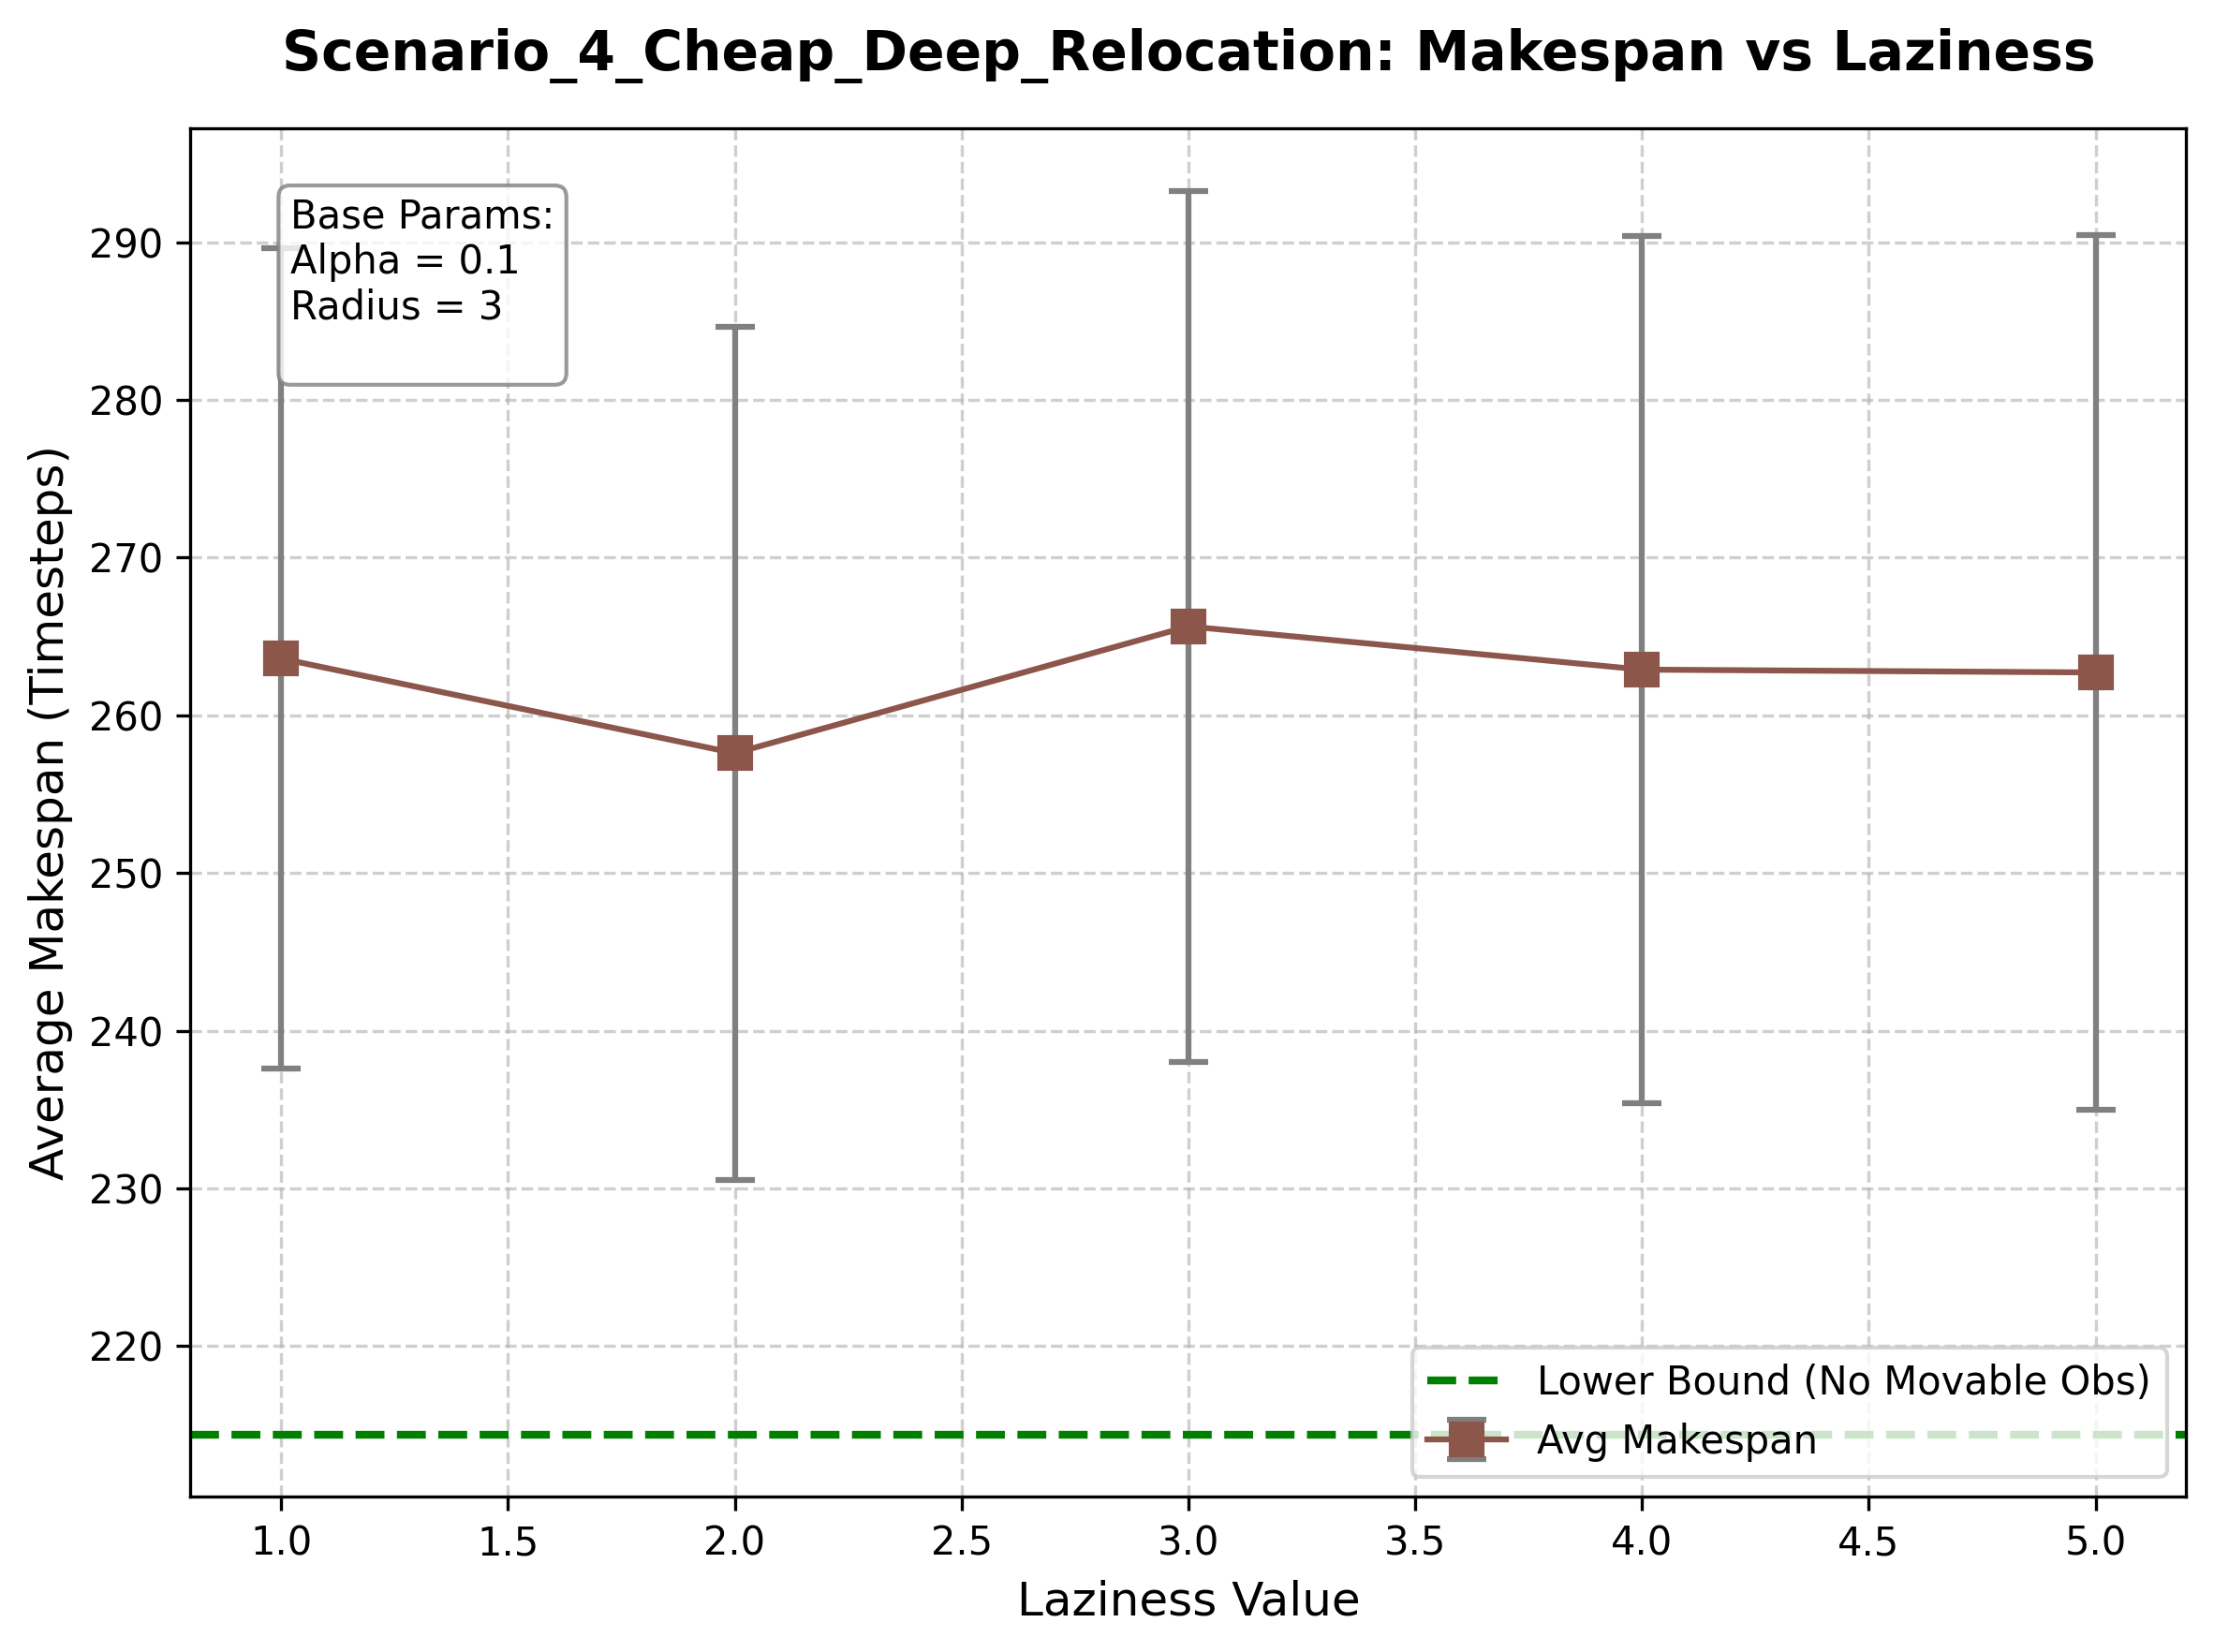 Scenario_4_Cheap_Deep_Relocation: Makespan vs Laziness
Base Params:
Alpha = 0.1
Radius = 3
Average Makespan (Timesteps)
290
280
270
260
250
240
230
220
Lower Bound (No Movable Obs)
Avg Makespan
1.0 1.5 2.0 2.5 3.0 3.5 4.0 4.5 5.0
Laziness Value